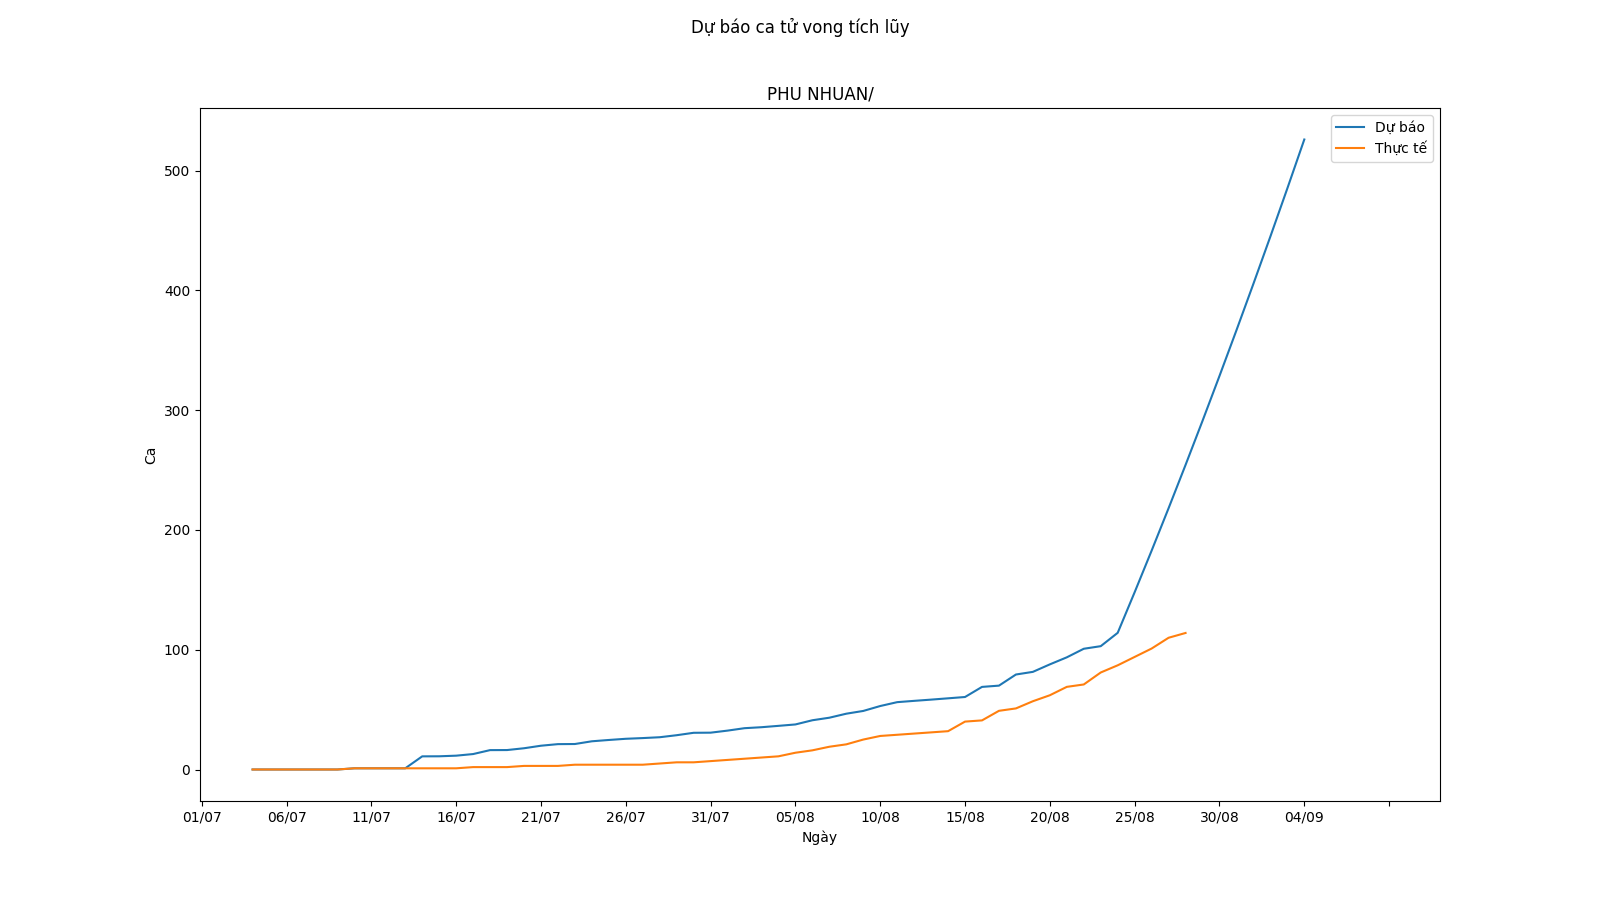 Dự báo ca tử vong tích lũy
PHU NHUAN/
Dự báo
Thực tế
500
400
300
200
100
0
Ca
01/07 06/07 11/07 16/07 21/07 26/07 31/07 05/08 10/08 15/08 20/08 25/08 30/08 04/09
Ngày